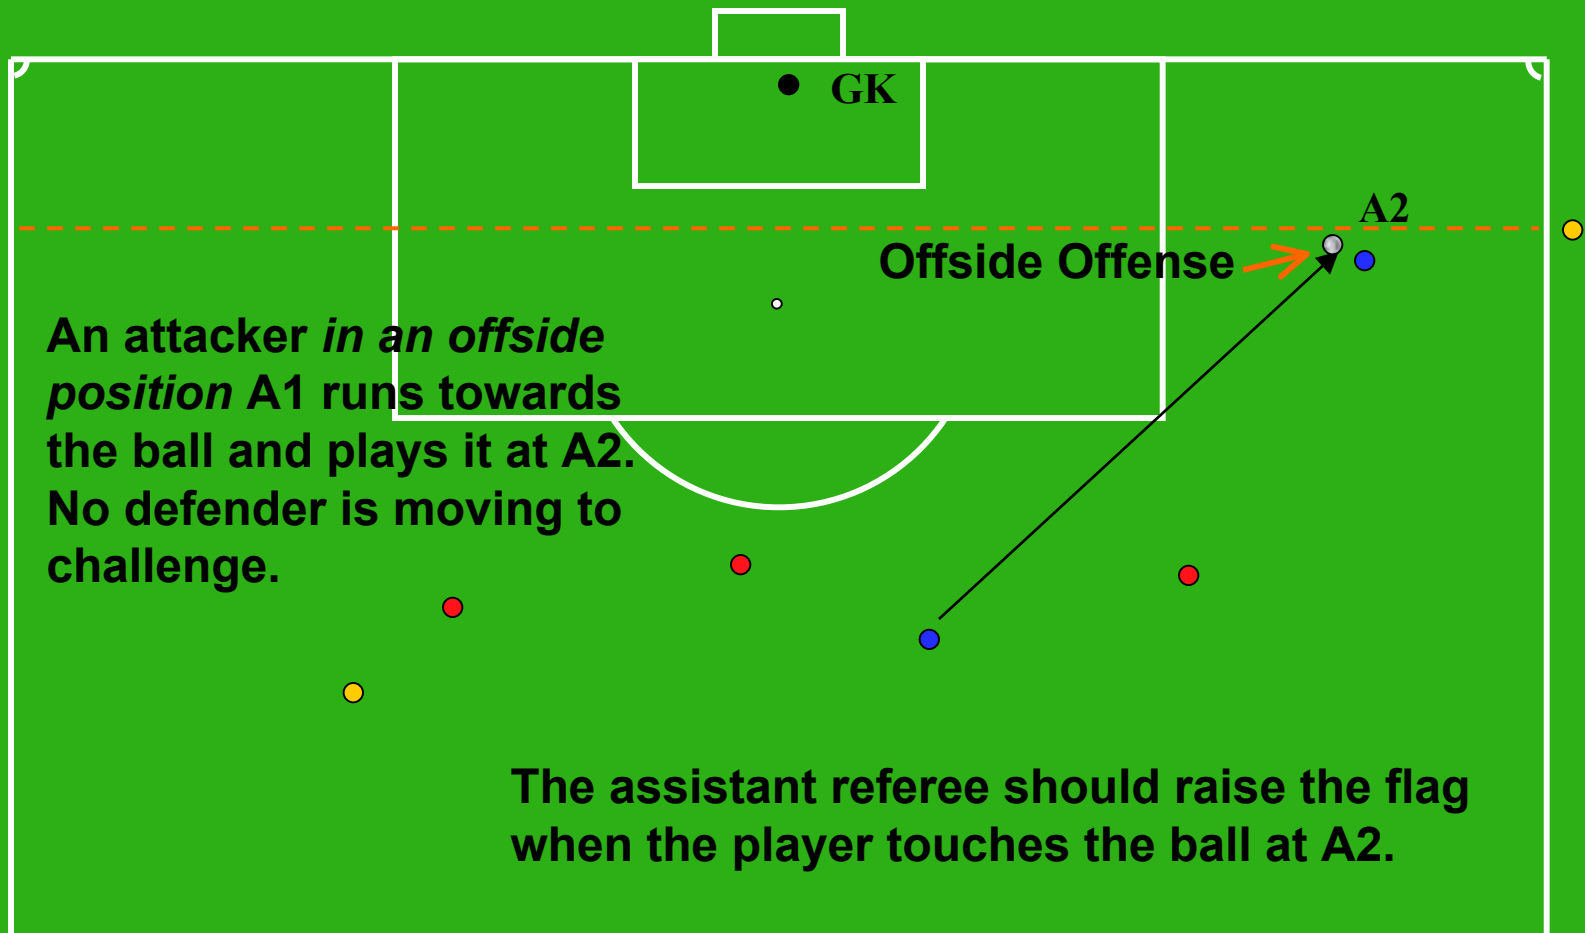 GK
A2
Offside Offense
An attacker in an offside
position A1 runs towards
the ball and plays it at A2.
No defender is moving to
challenge.
The assistant referee should raise the flag
when the player touches the ball at A2.